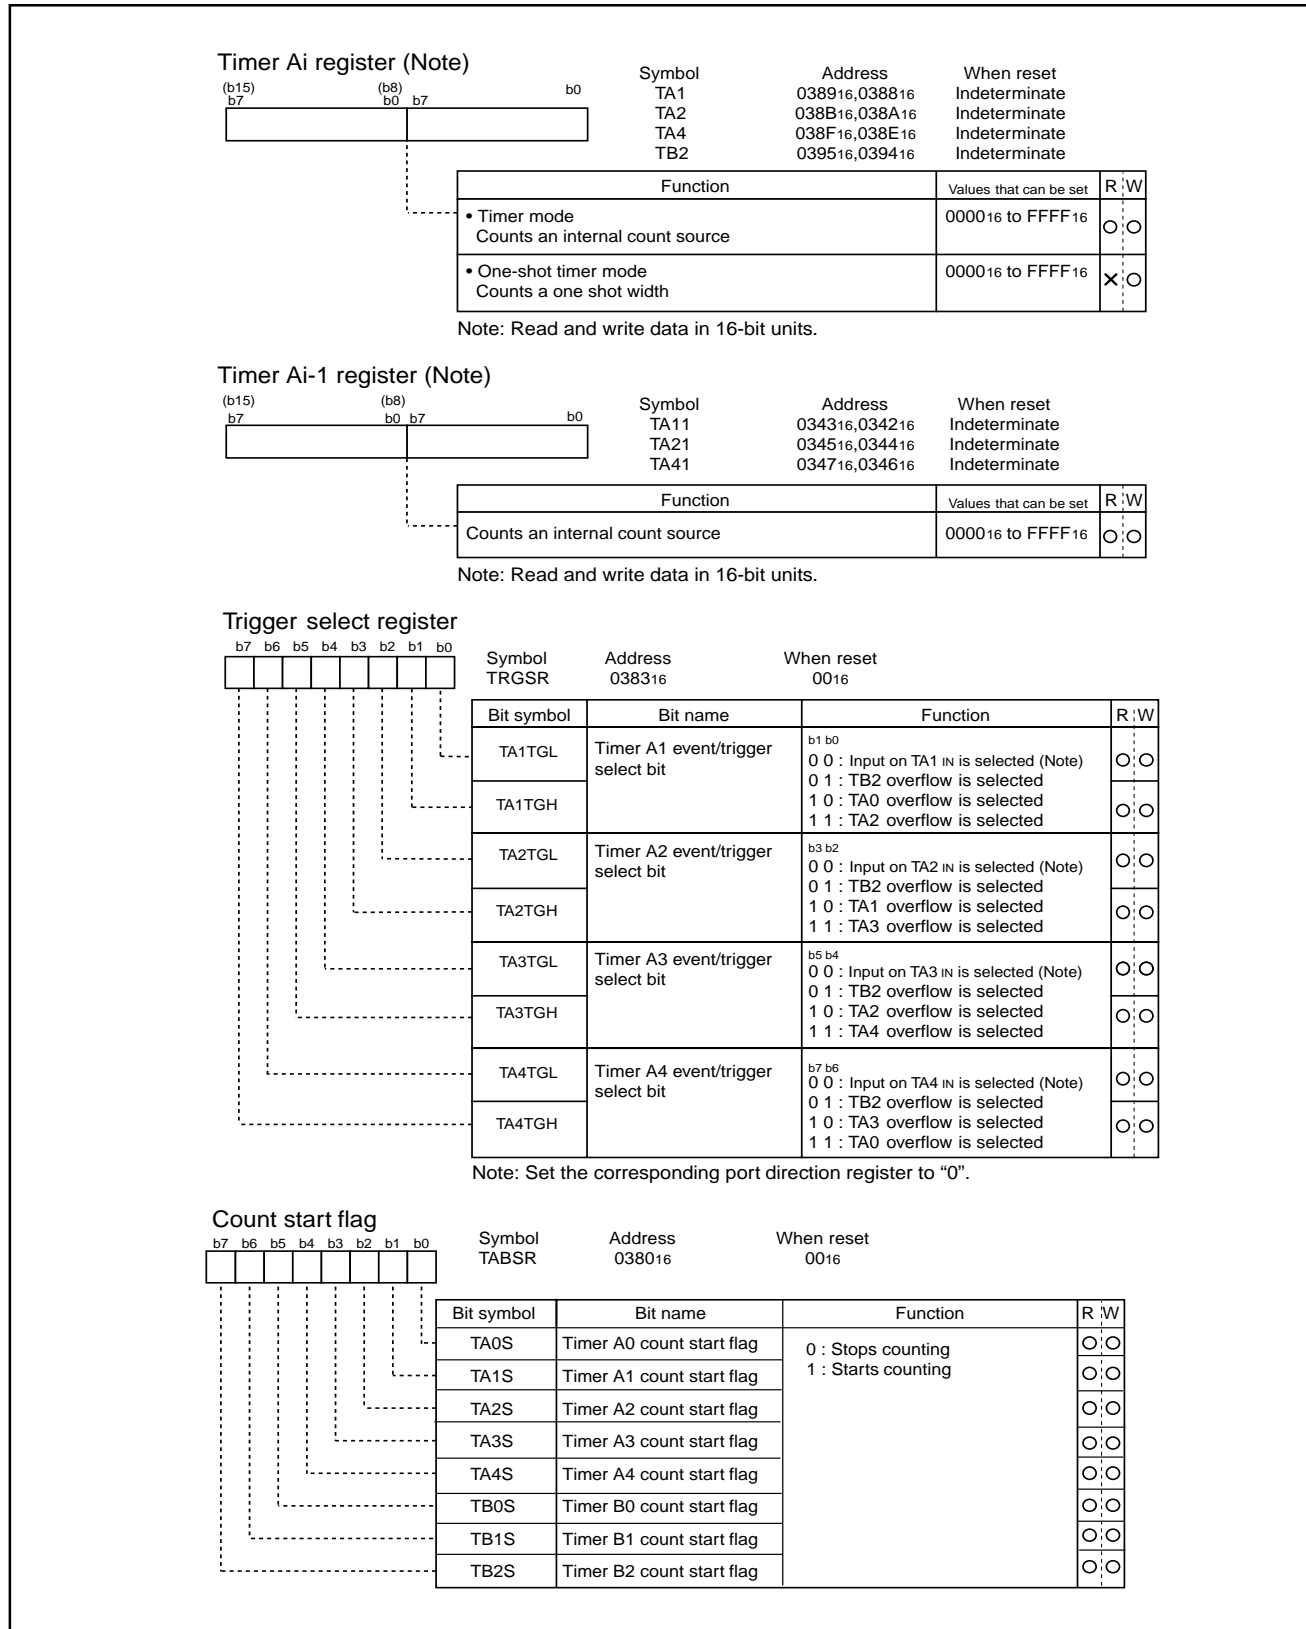 Timer Ai register (Note)
Symbol Address When reset
(b15) (b8)
b7 b0 b7 b0
TA1 038916,038816 Indeterminate
TA2 038B16,038A16 Indeterminate
TA4 038F16,038E16 Indeterminate
TB2 039516,039416 Indeterminate
Function Values that can be set R W
• Timer mode 000016 to FFFF16
Counts an internal count source
• One-shot timer mode 000016 to FFFF16
Counts a one shot width
Note: Read and write data in 16-bit units.
Timer Ai-1 register (Note)
(b15) (b8)
b7 b0 b7 b0
Symbol Address When reset
TA11 034316,034216 Indeterminate
TA21 034516,034416 Indeterminate
TA41 034716,034616 Indeterminate
Function Values that can be set R W
Counts an internal count source 000016 to FFFF16
Note: Read and write data in 16-bit units.
Trigger select register
b7 b6 b5 b4 b3 b2 b1 b0
Symbol Address When reset
TRGSR 038316 0016
Bit symbol Bit name Function R W
TA1TGL Timer A1 event/trigger select bit
b1 b0
0 0 : Input on TA1 IN is selected (Note)
0 1 : TB2 overflow is selected
TA1TGH 1 0 : TA0 overflow is selected
1 1 : TA2 overflow is selected
TA2TGL Timer A2 event/trigger select bit
b3 b2
0 0 : Input on TA2 IN is selected (Note)
0 1 : TB2 overflow is selected
TA2TGH 1 0 : TA1 overflow is selected
1 1 : TA3 overflow is selected
TA3TGL Timer A3 event/trigger select bit
b5 b4
0 0 : Input on TA3 IN is selected (Note)
0 1 : TB2 overflow is selected
TA3TGH 1 0 : TA2 overflow is selected
1 1 : TA4 overflow is selected
TA4TGL Timer A4 event/trigger select bit
b7 b6
0 0 : Input on TA4 IN is selected (Note)
0 1 : TB2 overflow is selected
TA4TGH 1 0 : TA3 overflow is selected
1 1 : TA0 overflow is selected
Note: Set the corresponding port direction register to “0”.
Count start flag
b7 b6 b5 b4 b3 b2 b1 b0
Symbol Address When reset
TABSR 038016 0016
Bit symbol Bit name Function R W
TA0S Timer A0 count start flag 0 : Stops counting
TA1S Timer A1 count start flag 1 : Starts counting
TA2S Timer A2 count start flag
TA3S Timer A3 count start flag
TA4S Timer A4 count start flag
TB0S Timer B0 count start flag
TB1S Timer B1 count start flag
TB2S Timer B2 count start flag